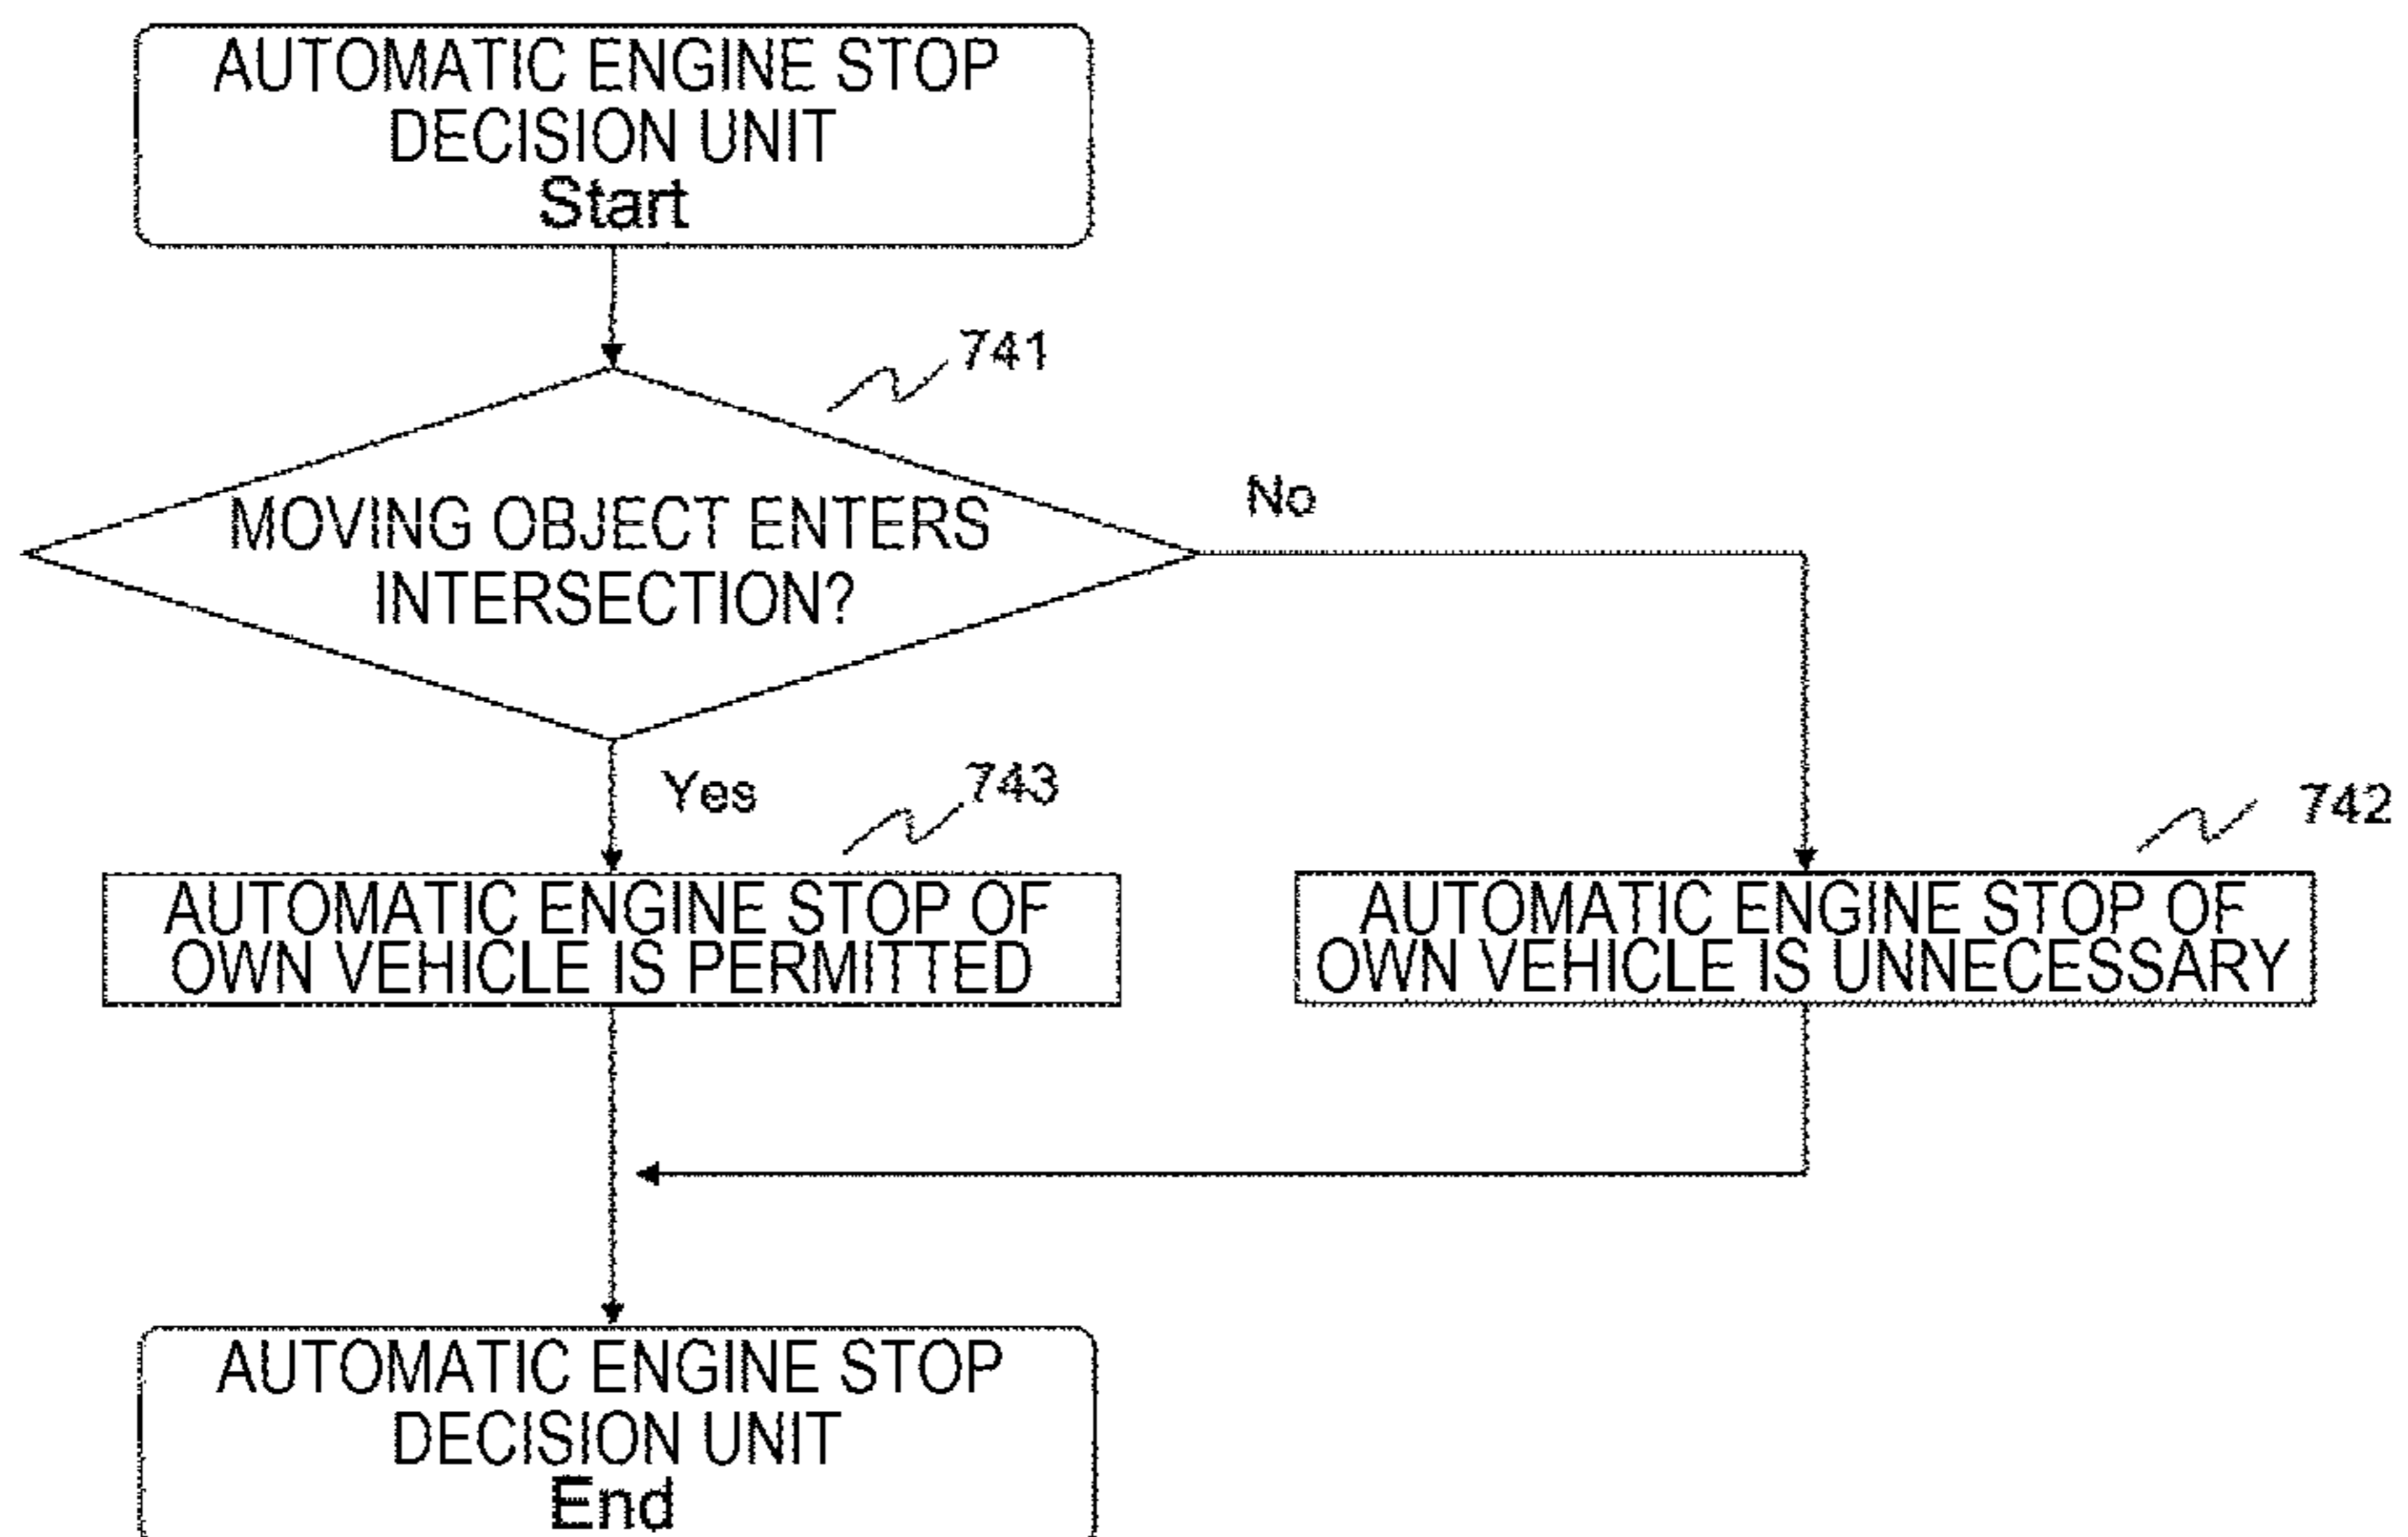 AUTOMATIC ENGINE STOP
DECISION UNIT
Start
741
MOVING OBJECT ENTERS
INTERSECTION?
No
Yes
743
742
AUTOMATIC ENGINE STOP OF
OWN VEHICLE IS PERMITTED
AUTOMATIC ENGINE STOP OF
OWN VEHICLE IS UNNECESSARY
AUTOMATIC ENGINE STOP
DECISION UNIT
End